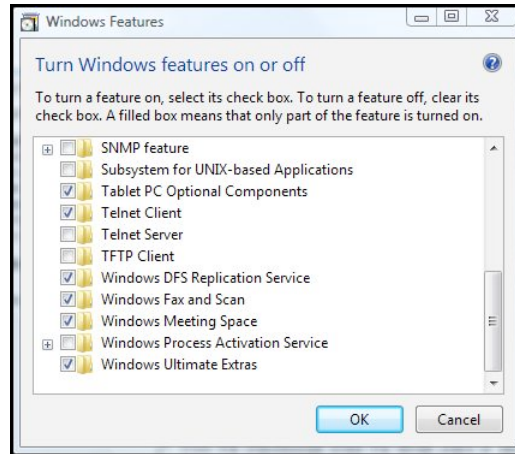 Windows Features
Turn Windows features on or off
To turn a feature on, select its check box. To turn a feature off, clear its
check box. A filled box means that only part of the feature is turned on.
SNMP feature
Subsystem for UNIX-based Applications
Tablet PC Optional Components
Telnet Client
Telnet Server
TFTP Client
Windows DFS Replication Service
Windows Fax and Scan
Windows Meeting Space
Windows Process Activation Service
Windows Ultimate Extras
OK Cancel